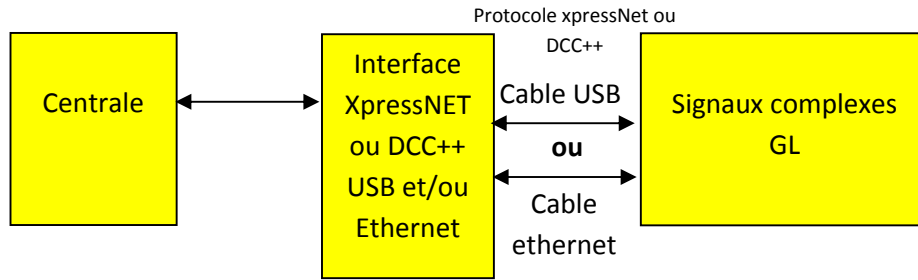 Protocole xpressNet ou
DCC++
Centrale
Interface
XpressNET
ou DCC++
USB et/ou
Ethernet
Cable USB
ou
Cable
ethernet
Signaux complexes
GL